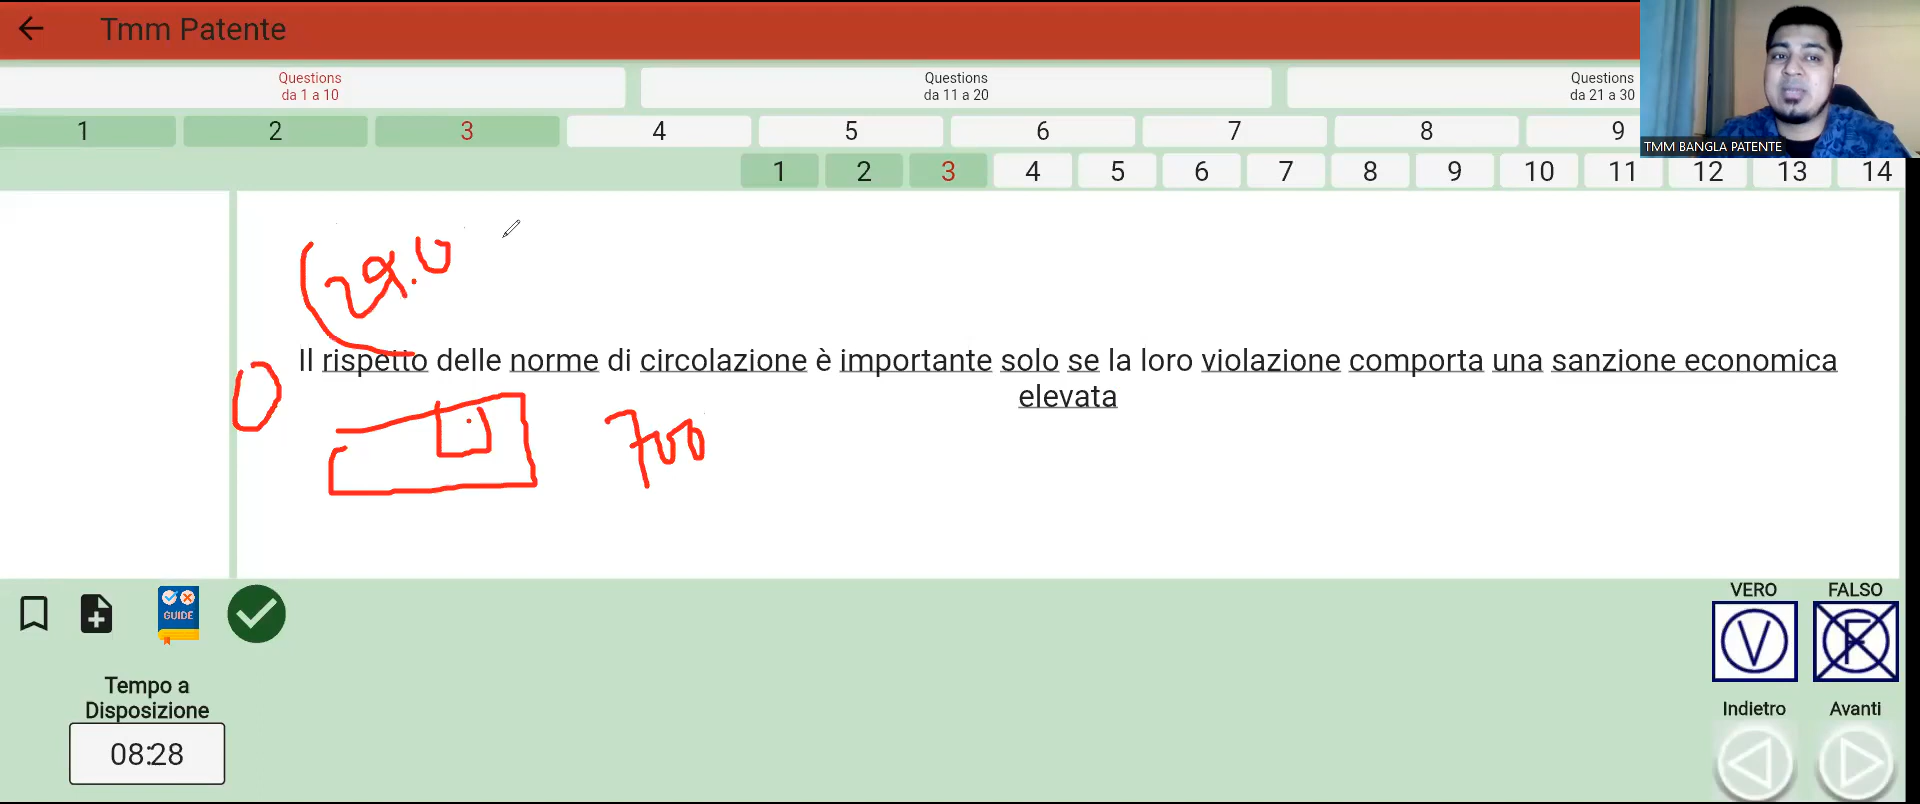 Tmm Patente
Questions
da 1 a 10
Questions
da 11 a 20
Questions
da 21 a 30
1 2 3 4 5 6 7 8 9
TMM BANGLA PATENTE
1 2 3 4 5 6 7 8 9 10 11 12 13 14
29.0
Il rispetto delle norme di circolazione è importante solo se la loro violazione comporta una sanzione economica
elevata
700
GUIDE
VERO FALSO
V F
Tempo a
Disposizione
08:28
Indietro Avanti